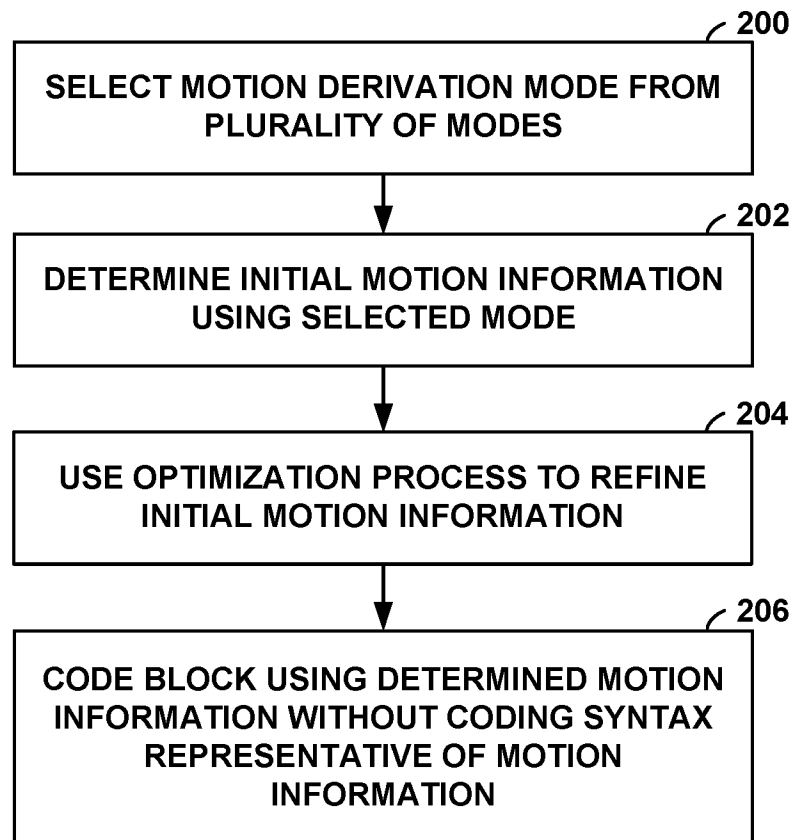 200
SELECT MOTION DERIVATION MODE FROM
PLURALITY OF MODES
202
DETERMINE INITIAL MOTION INFORMATION
USING SELECTED MODE
204
USE OPTIMIZATION PROCESS TO REFINE
INITIAL MOTION INFORMATION
206
CODE BLOCK USING DETERMINED MOTION
INFORMATION WITHOUT CODING SYNTAX
REPRESENTATIVE OF MOTION
INFORMATION